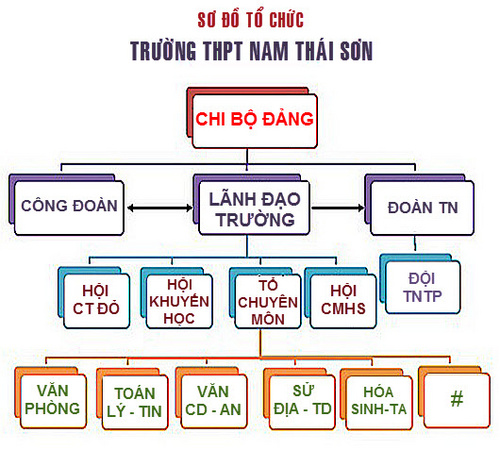 SƠ ĐỒ TỔ CHỨC
TRƯỜNG THPT NAM THÁI SƠN
CHI BỘ ĐẢNG
CÔNG ĐOÀN
LÃNH ĐẠO
TRƯỜNG
ĐOÀN TN
HỘI
CT ĐỎ
HỘI
KHUYẾN
HỌC
TỔ
CHUYÊN
MÔN
HỘI
CMHS
ĐỘI
TNTP
VĂN
PHÒNG
TOÁN
LÝ - TIN
VĂN
CD - AN
SỬ
ĐỊA - TD
HÓA
SINH-TA
#